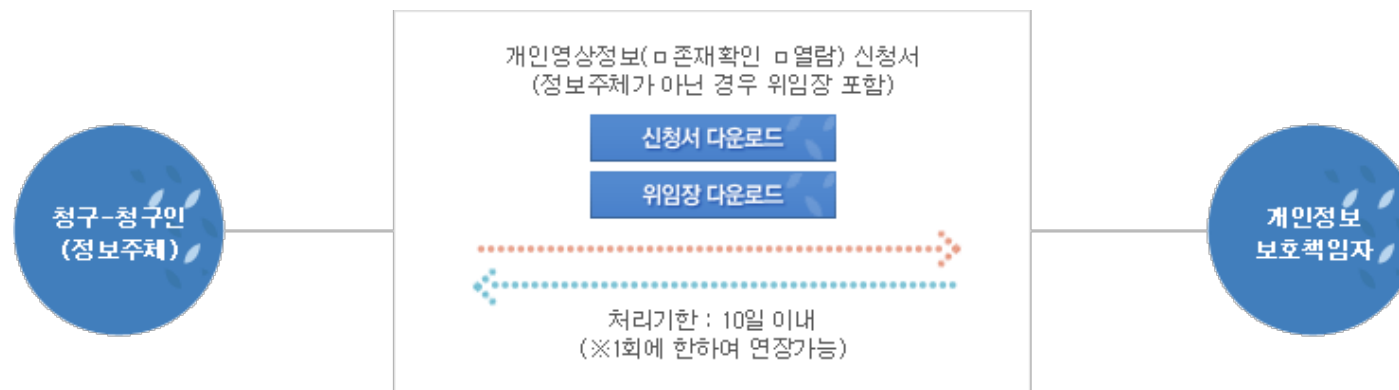 개인영상정보(□존재확인 □열람) 신청서
(정보주체가 아닌 경우 위임장 포함)
신청서 다운로드
위임장 다운로드
청구-청구인
(정보주체)
개인정보
보호책임자
처리기한 : 10일 이내
(※1회에 한하여 연장가능)